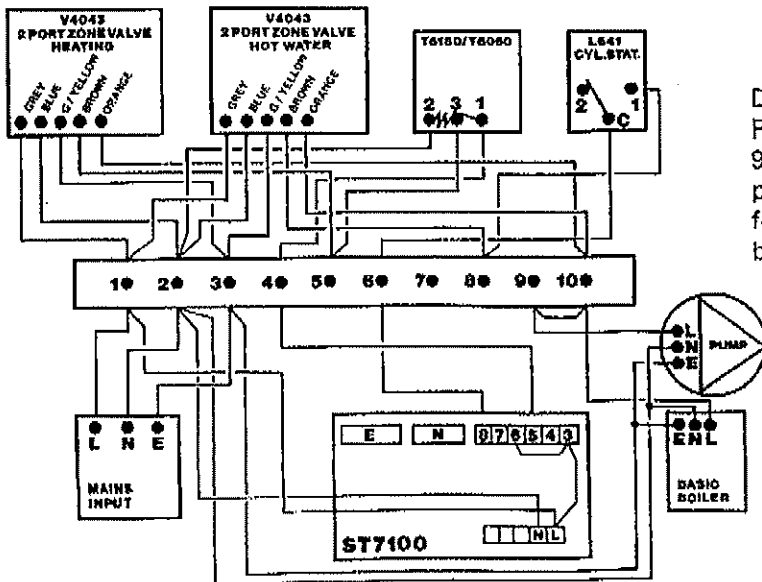 V4043
2 PORT ZONE VALVE
HEATING
GREY
BLUE
G/YELLOW
BROWN
ORANGE
V4043
2 PORT ZONE VALVE
HOT WATER
GREY
BLUE
G/YELLOW
BROWN
ORANGE
T6160/T6060
2 3 1
L641
CYL.STAT.
2 1
C
D
F
9
p
f
b
1 2 3 4 5 6 7 8 9 10
L
N
E
PUMP
L N E
MAINS
INPUT
E N 8 7 6 5 4 3
N L
ST7100
E N L
BASIC
BOILER